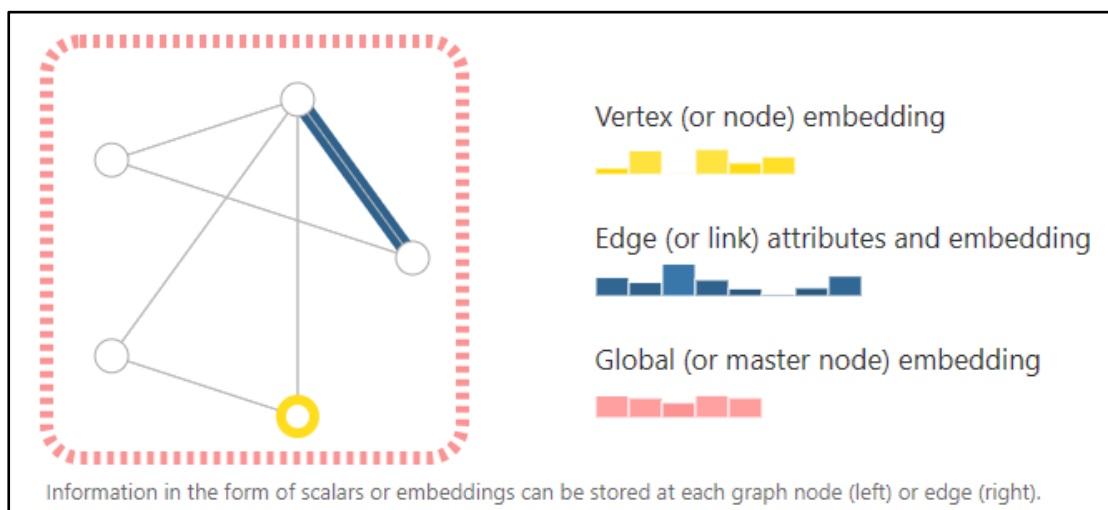 Vertex (or node) embedding
Edge (or link) attributes and embedding
Global (or master node) embedding
Information in the form of scalars or embeddings can be stored at each graph node (left) or edge (right).